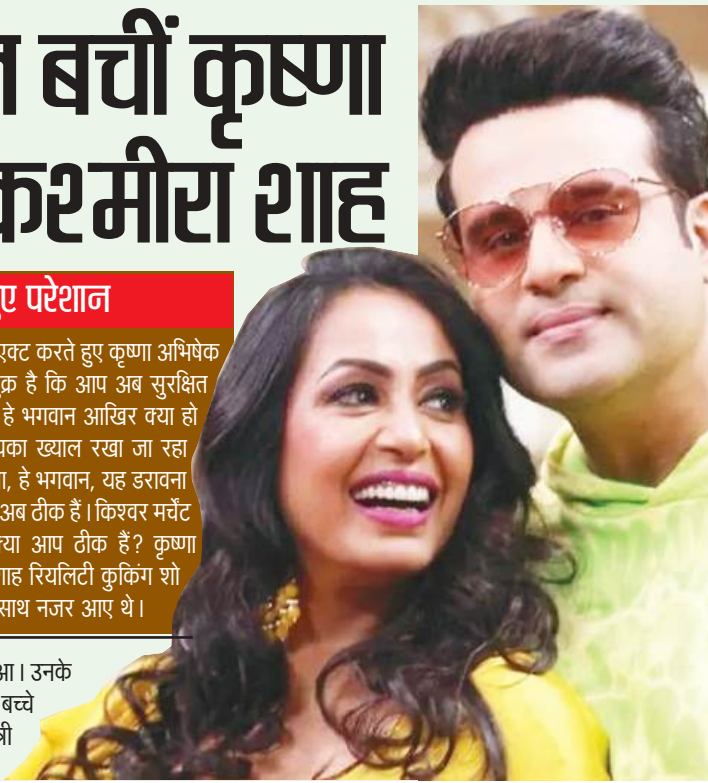 बचीं कृष्णा
कश्मीरा शाह
परेशान
एक्ट करते हुए कृष्णा अभिषेक
है कि आप अब सुरक्षित
हे भगवान आखिर क्या हो
ख्याल रखा जा रहा
हे भगवान, यह डरावना
अब ठीक हैं। किश्वर मर्चेंट
क्या आप ठीक हैं? कृष्णा
शाह रियलिटी कुकिंग शो
साथ नजर आए थे।
उनके
बच्चे